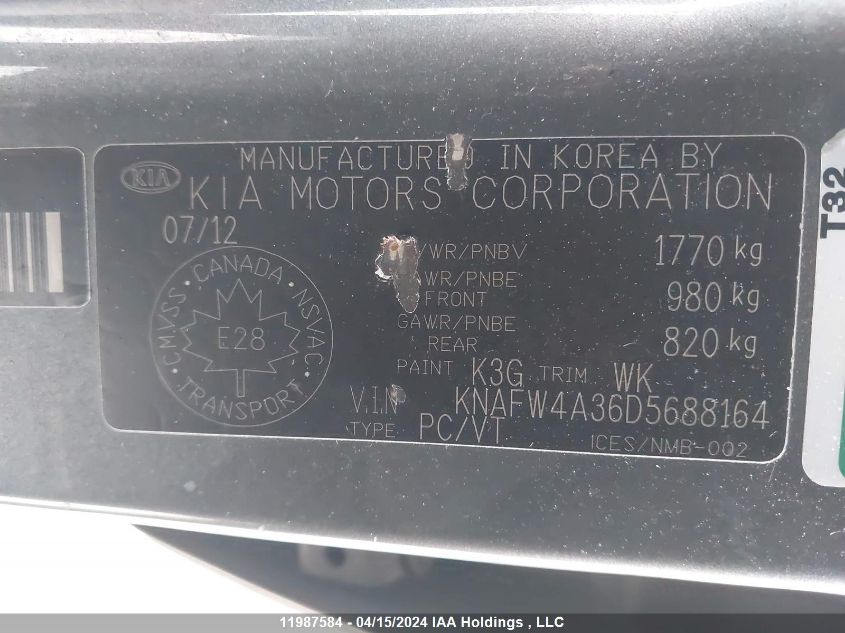 MANUFACTURED IN KOREA BY
KIA
KIA MOTORS CORPORATION
07/12
/WR/PNBV 1770 kg
WR/PNBE
FRONT 980 kg
GAWR/PNBE
REAR 820 kg
PAINT K3G TRIM WK
V.I.N KNAFW4A36D5688164
TYPE PC/VT
ICES/NMB-002
CMVSS · CANADA · NSVAC · TRANSPORT
E28
T32
11987584 - 04/15/2024 IAA Holdings , LLC